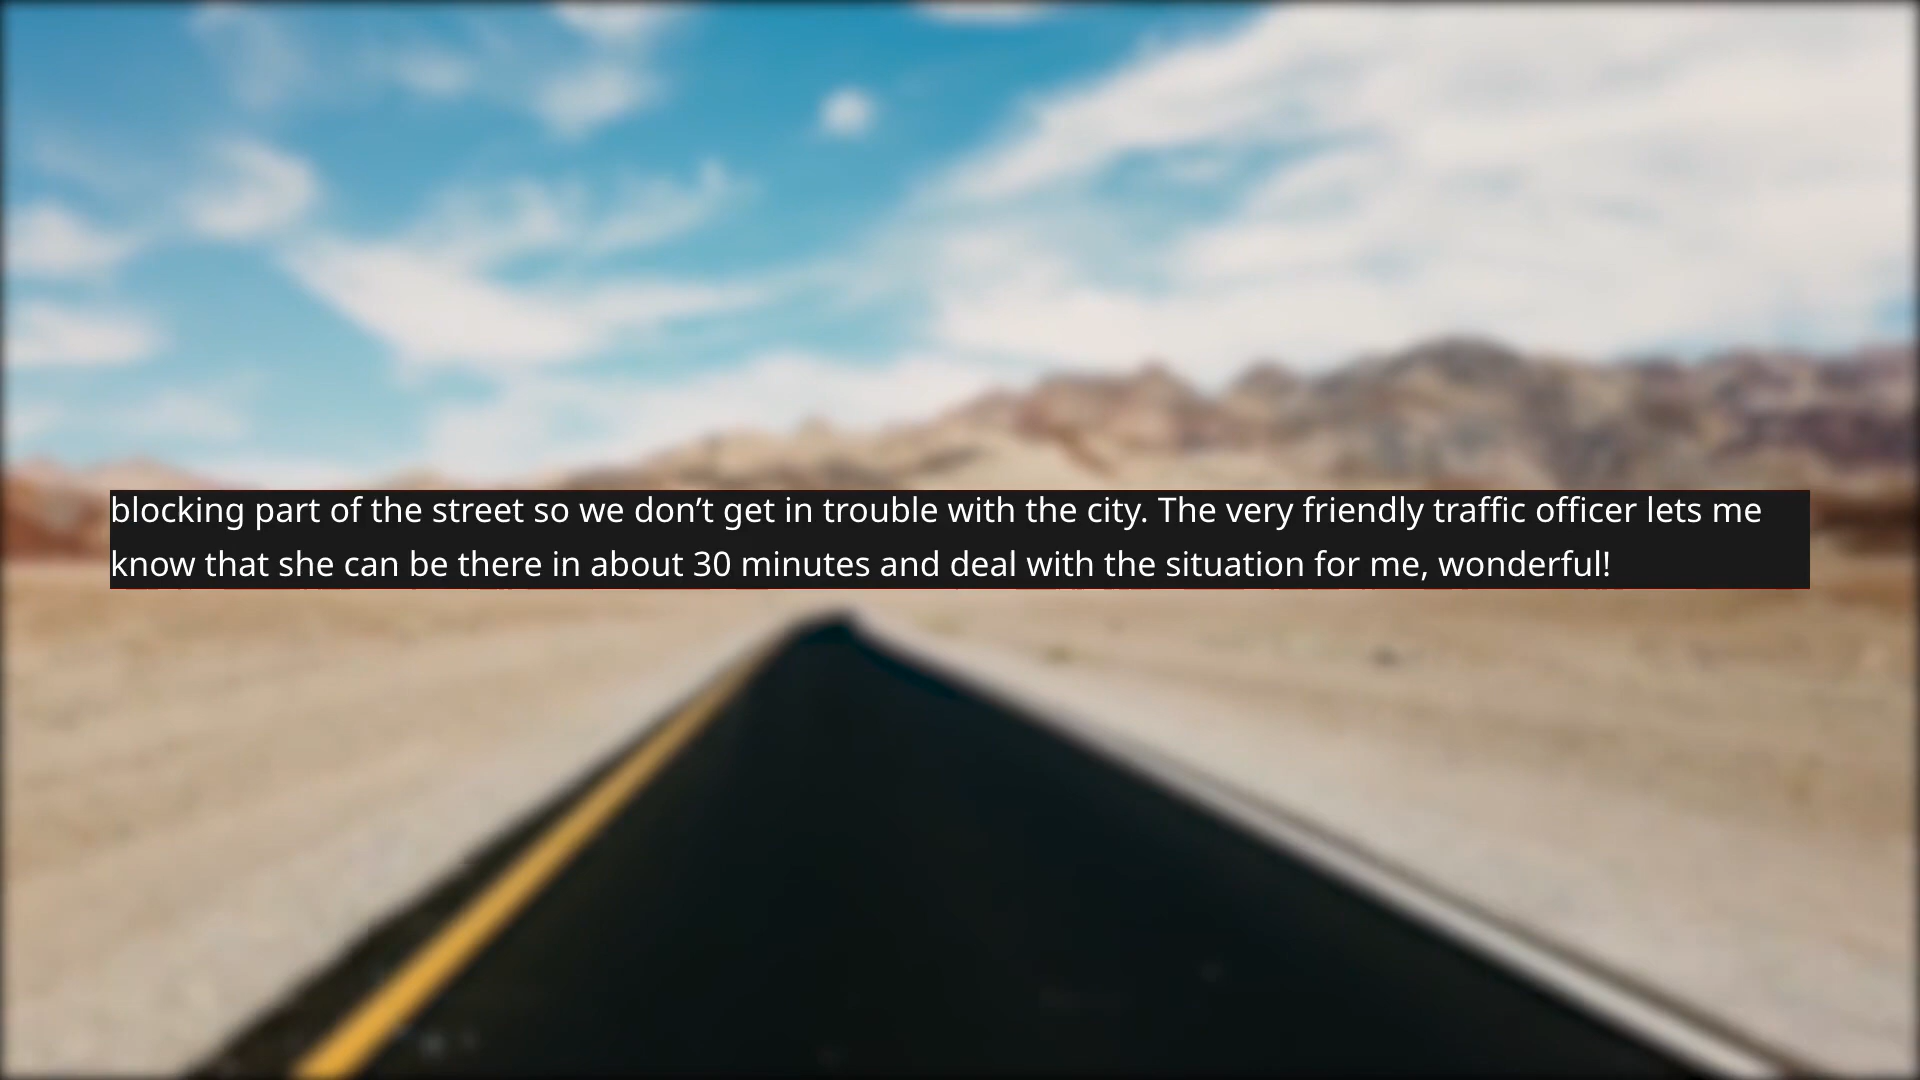 blocking part of the street so we don’t get in trouble with the city. The very friendly traffic officer lets me
know that she can be there in about 30 minutes and deal with the situation for me, wonderful!